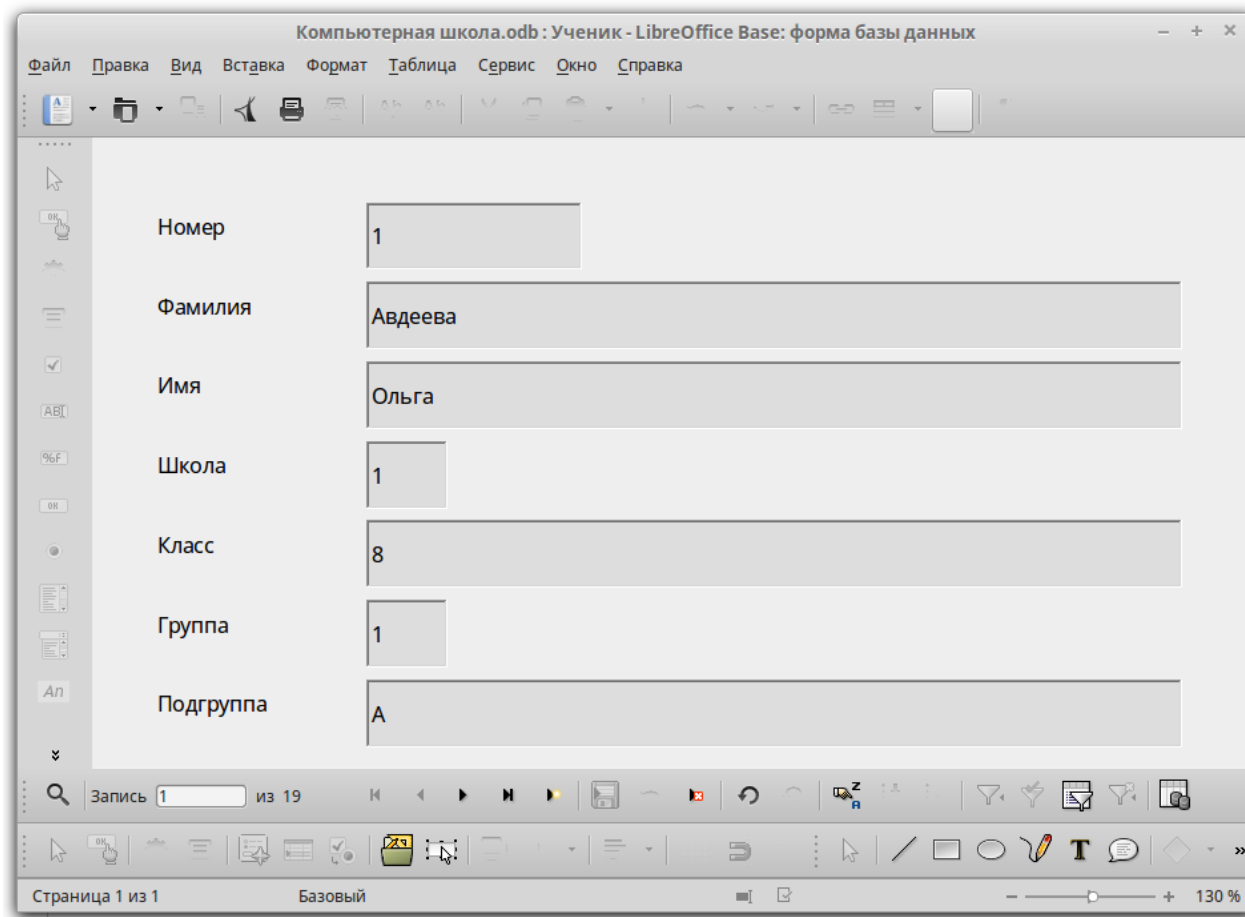 Компьютерная школа.odb : Ученик - LibreOffice Base: форма базы данных
Файл Правка Вид Вставка Формат Таблица Сервис Окно Справка
Номер 1
Фамилия Авдеева
Имя Ольга
Школа 1
Класс 8
Группа 1
Подгруппа А
Запись 1 из 19
Страница 1 из 1 Базовый 130 %